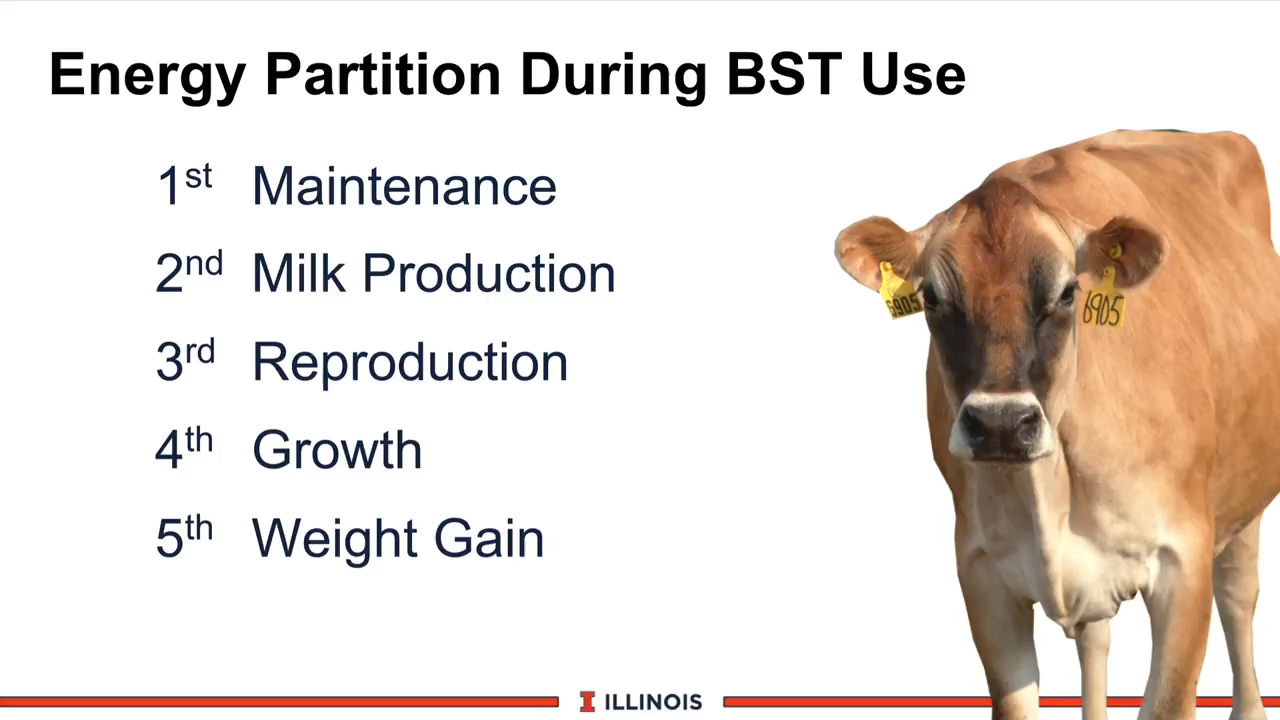 Energy Partition During BST Use
1st Maintenance
2nd Milk Production
3rd Reproduction
4th Growth
5th Weight Gain
6905
6905
I ILLINOIS